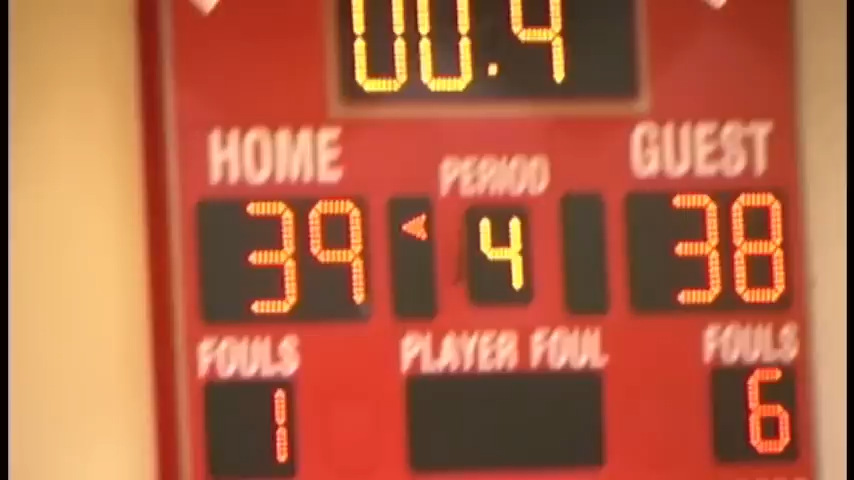 00.4
HOME PERIOD GUEST
39 4 38
FOULS PLAYER FOUL FOULS
1 6